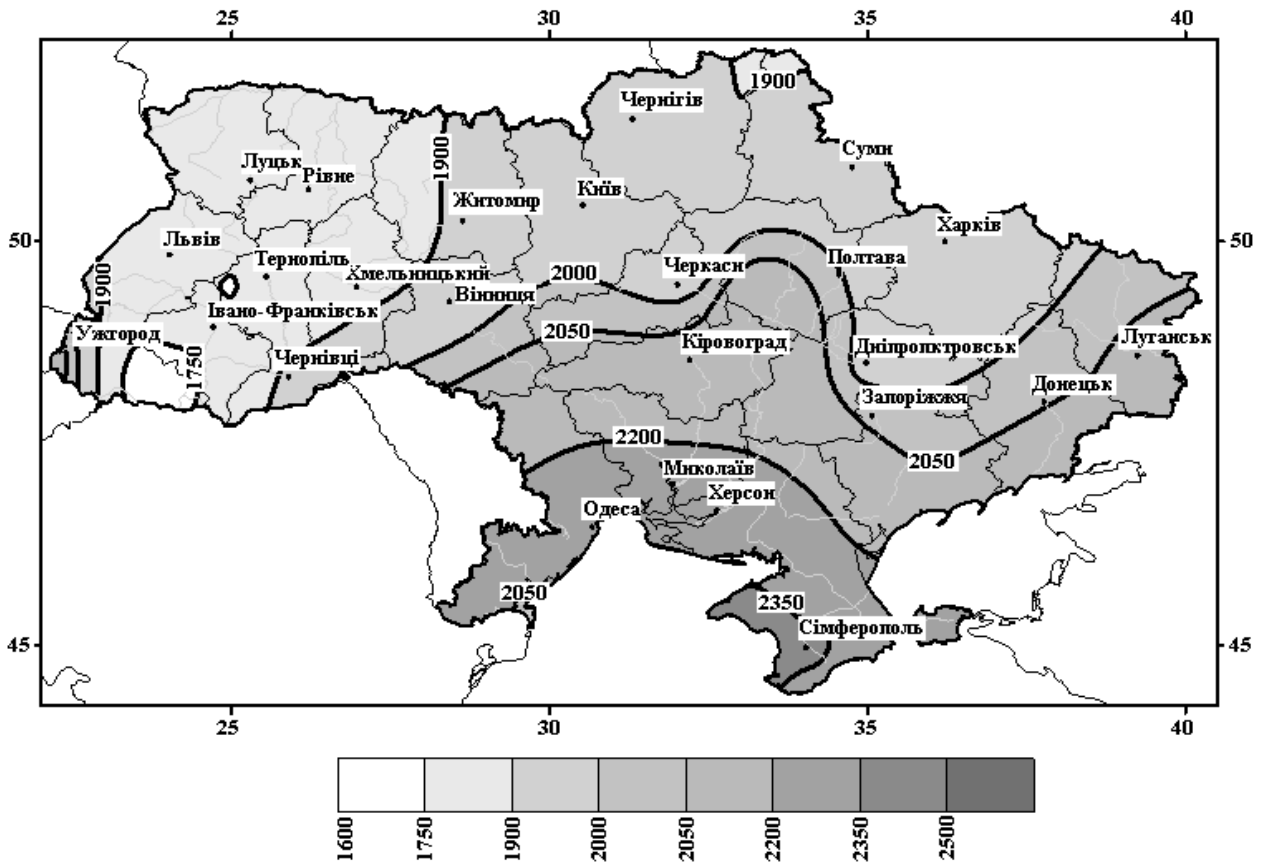 25 30 35 40
1900
Чернігів
Суми
Луцьк
Рівне
1900
Житомир
Київ
Харків
50 50
Львів
Тернопіль
Хмельницький
2000
Черкаси
Полтава
1900
Вінниця
Івано-Франківськ
Ужгород
2050
Кіровоград
Дніпропктровськ
Луганськ
Чернівці
1750
Донецьк
Запоріжжя
2200
2050
Миколаїв
Херсон
Одеса
2050
2350
Сімферополь
45 45
25 30 35 40
1600 1750 1900 2000 2050 2200 2350 2500